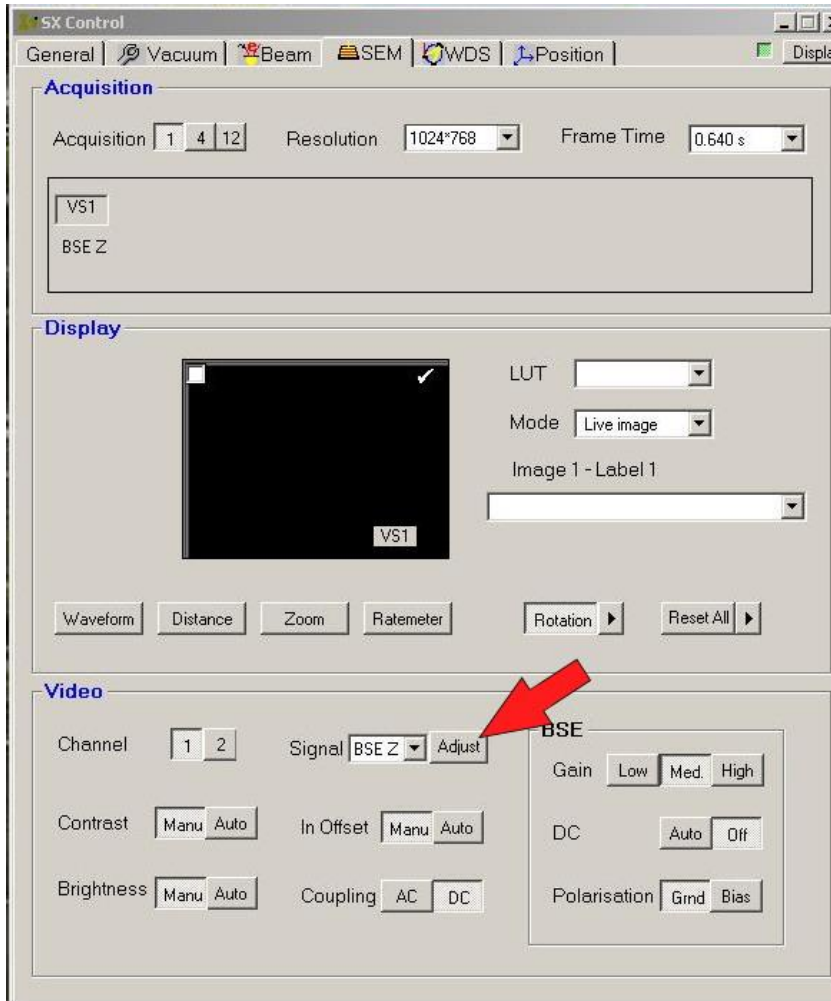 SX Control
General Vacuum Beam SEM WDS Position
Acquisition
Acquisition 1 4 12 Resolution 1024*768 Frame Time 0.640 s
VS1
BSE Z
Display
LUT
Mode Live image
Image 1 - Label 1
VS1
Waveform Distance Zoom Ratemeter Rotation Reset All
Video
Channel 1 2 Signal BSE Z Adjust
BSE
Gain Low Med. High
Contrast Manu Auto In Offset Manu Auto
DC Auto Off
Brightness Manu Auto Coupling AC DC
Polarisation Grnd Bias